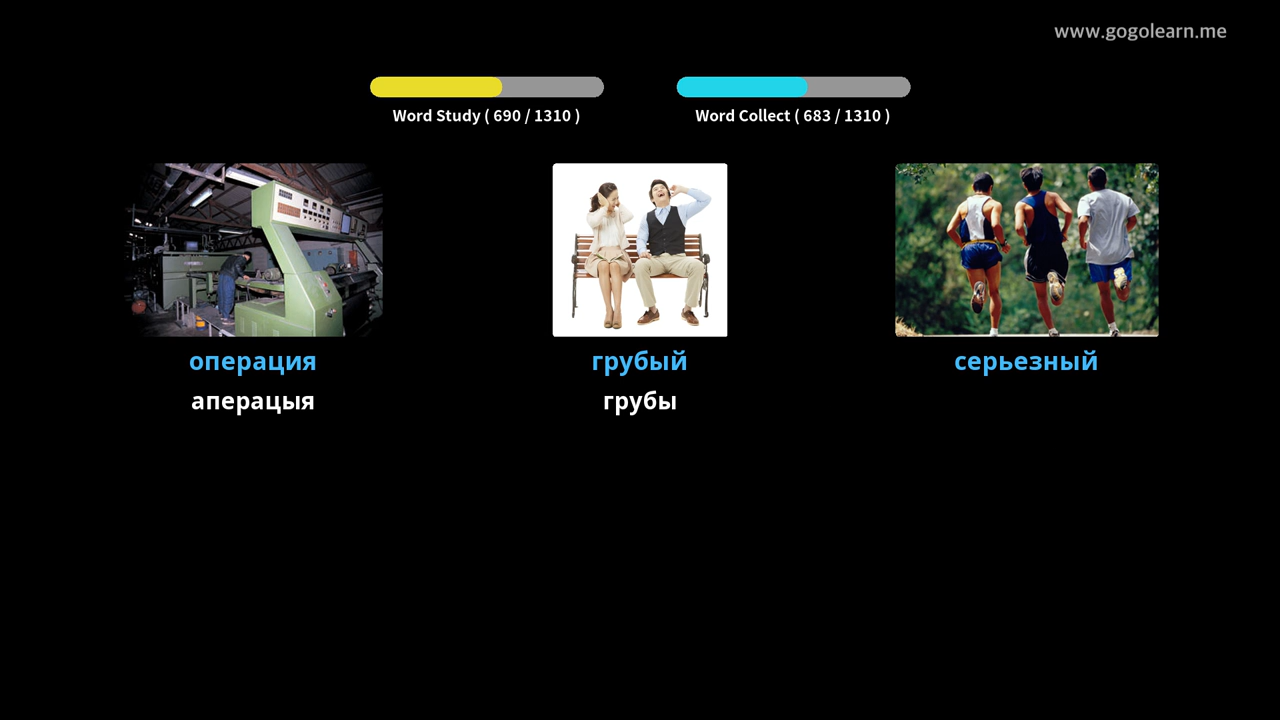 www.gogolearn.me
Word Study ( 690 / 1310 )
Word Collect ( 683 / 1310 )
операция
грубый
серьезный
аперацыя
грубы